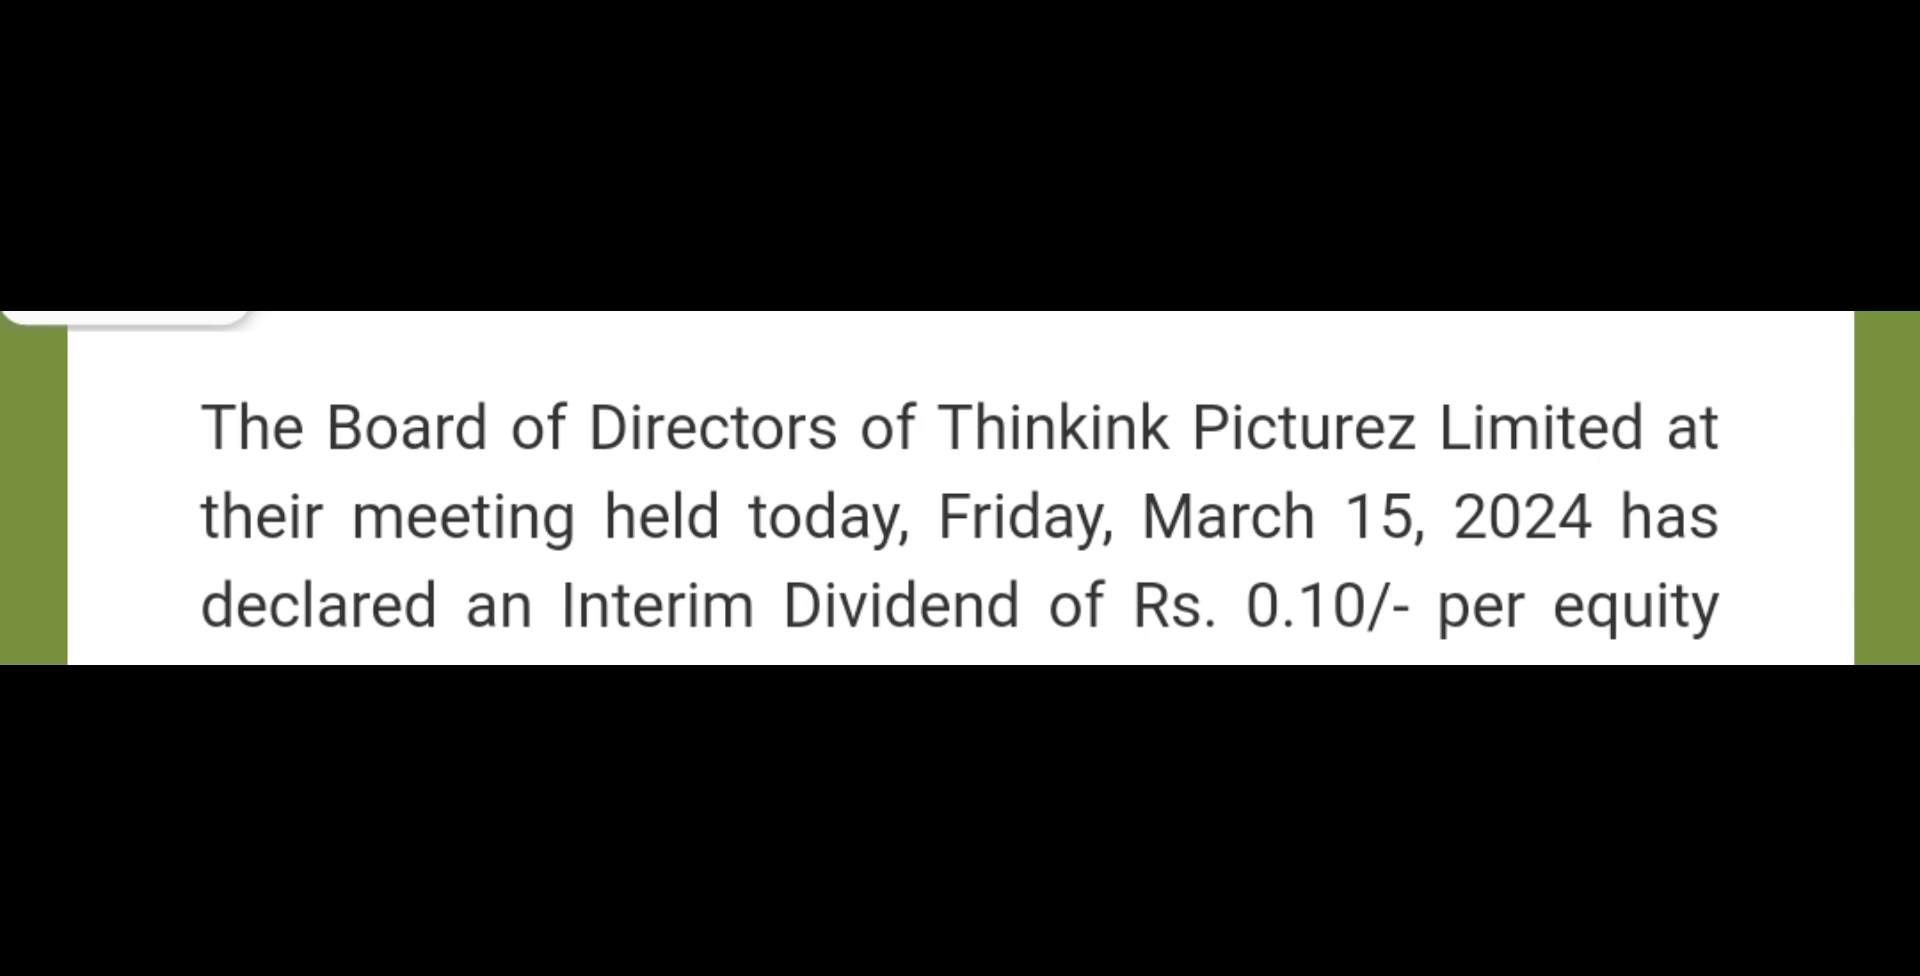 The Board of Directors of Thinkink Picturez Limited at
their meeting held today, Friday, March 15, 2024 has
declared an Interim Dividend of Rs. 0.10/- per equity